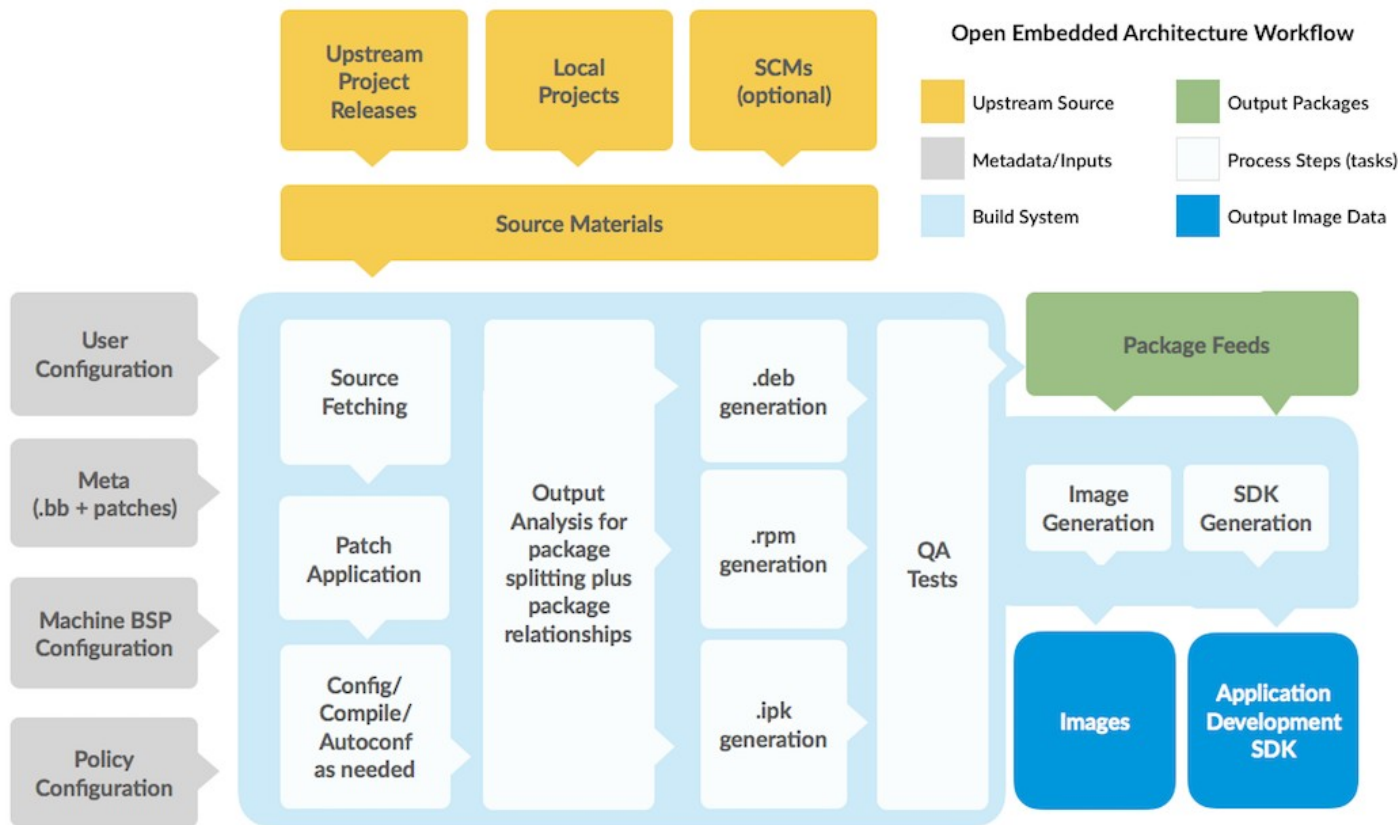 Open Embedded Architecture Workflow
Upstream
Project
Releases
Local
Projects
SCMs
(optional)
Upstream Source
Output Packages
Metadata/Inputs
Process Steps (tasks)
Build System
Output Image Data
Source Materials
User
Configuration
Meta
(.bb + patches)
Machine BSP
Configuration
Policy
Configuration
Source
Fetching
Patch
Application
Config/
Compile/
Autoconf
as needed
Output
Analysis for
package
splitting plus
package
relationships
.deb
generation
.rpm
generation
.ipk
generation
QA
Tests
Package Feeds
Image
Generation
SDK
Generation
Images
Application
Development
SDK